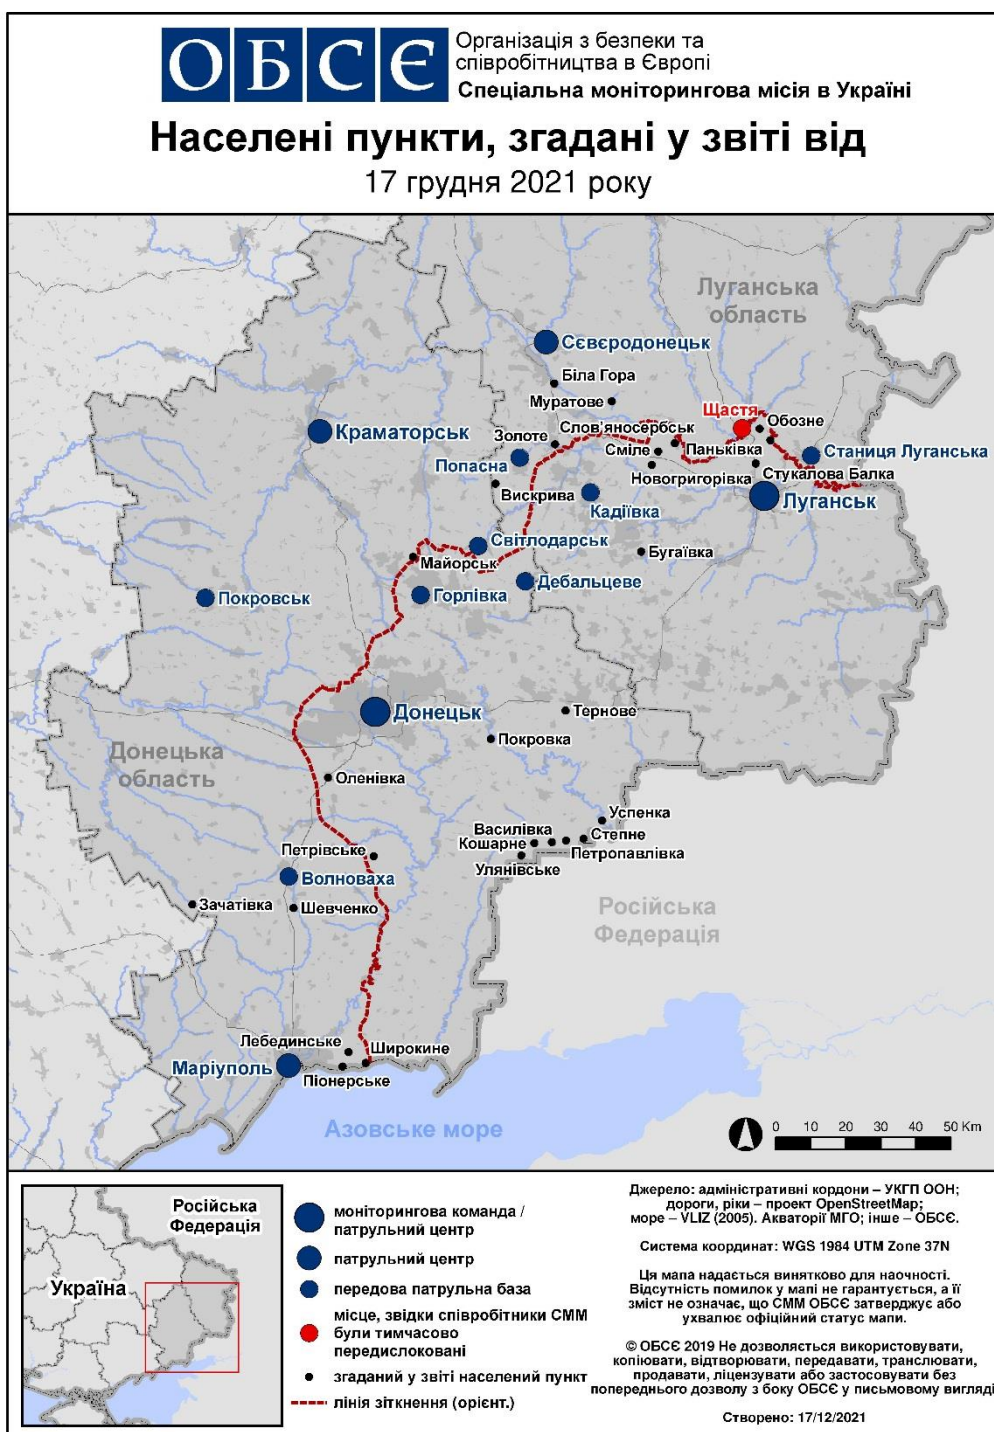 ОБСЄ
Організація з безпеки та
співробітництва в Європі
Спеціальна моніторингова місія в Україні
Населені пункти, згадані у звіті від
17 грудня 2021 року
Луганська
область
Сєвєродонецьк
Біла Гора
Муратове
Щастя
Обозне
Слов'яносербськ
Краматорськ
Золоте
Попасна
Сміле
Паньківка
Станиця Луганська
Новогригорівка
Стукалова Балка
Вискрива
Кадіївка
Луганськ
Світлодарськ
Майорськ
Бугаївка
Дебальцеве
Горлівка
Покровськ
Донецьк
Тернове
Покровка
Донецька
область
Оленівка
Успенка
Василівка
Степне
Кошарне
Петропавлівка
Улянівське
Петрівське
Волноваха
Зачатівка
Шевченко
Російська
Федерація
Лебединське
Широкине
Маріуполь
Піонерське
Азовське море
0 10 20 30 40 50 Km
Російська
Федерація
Україна
моніторингова команда /
патрульний центр
патрульний центр
передова патрульна база
місце, звідки співробітники СММ
були тимчасово
передислоковані
згаданий у звіті населений пункт
лінія зіткнення (орієнт.)
Джерело: адміністративні кордони – УКГП ООН;
дороги, ріки – проект OpenStreetMap;
море – VLIZ (2005). Акваторії МГО; інше – ОБСЄ.
Система координат: WGS 1984 UTM Zone 37N
Ця мапа надається винятково для наочності.
Відсутність помилок у мапі не гарантується, а її
зміст не означає, що СММ ОБСЄ затверджує або
ухвалює офіційний статус мапи.
© ОБСЄ 2019 Не дозволяється використовувати,
копіювати, відтворювати, передавати, транслювати,
продавати, ліцензувати або застосовувати без
попереднього дозволу з боку ОБСЄ у письмовому вигляді
Створено: 17/12/2021